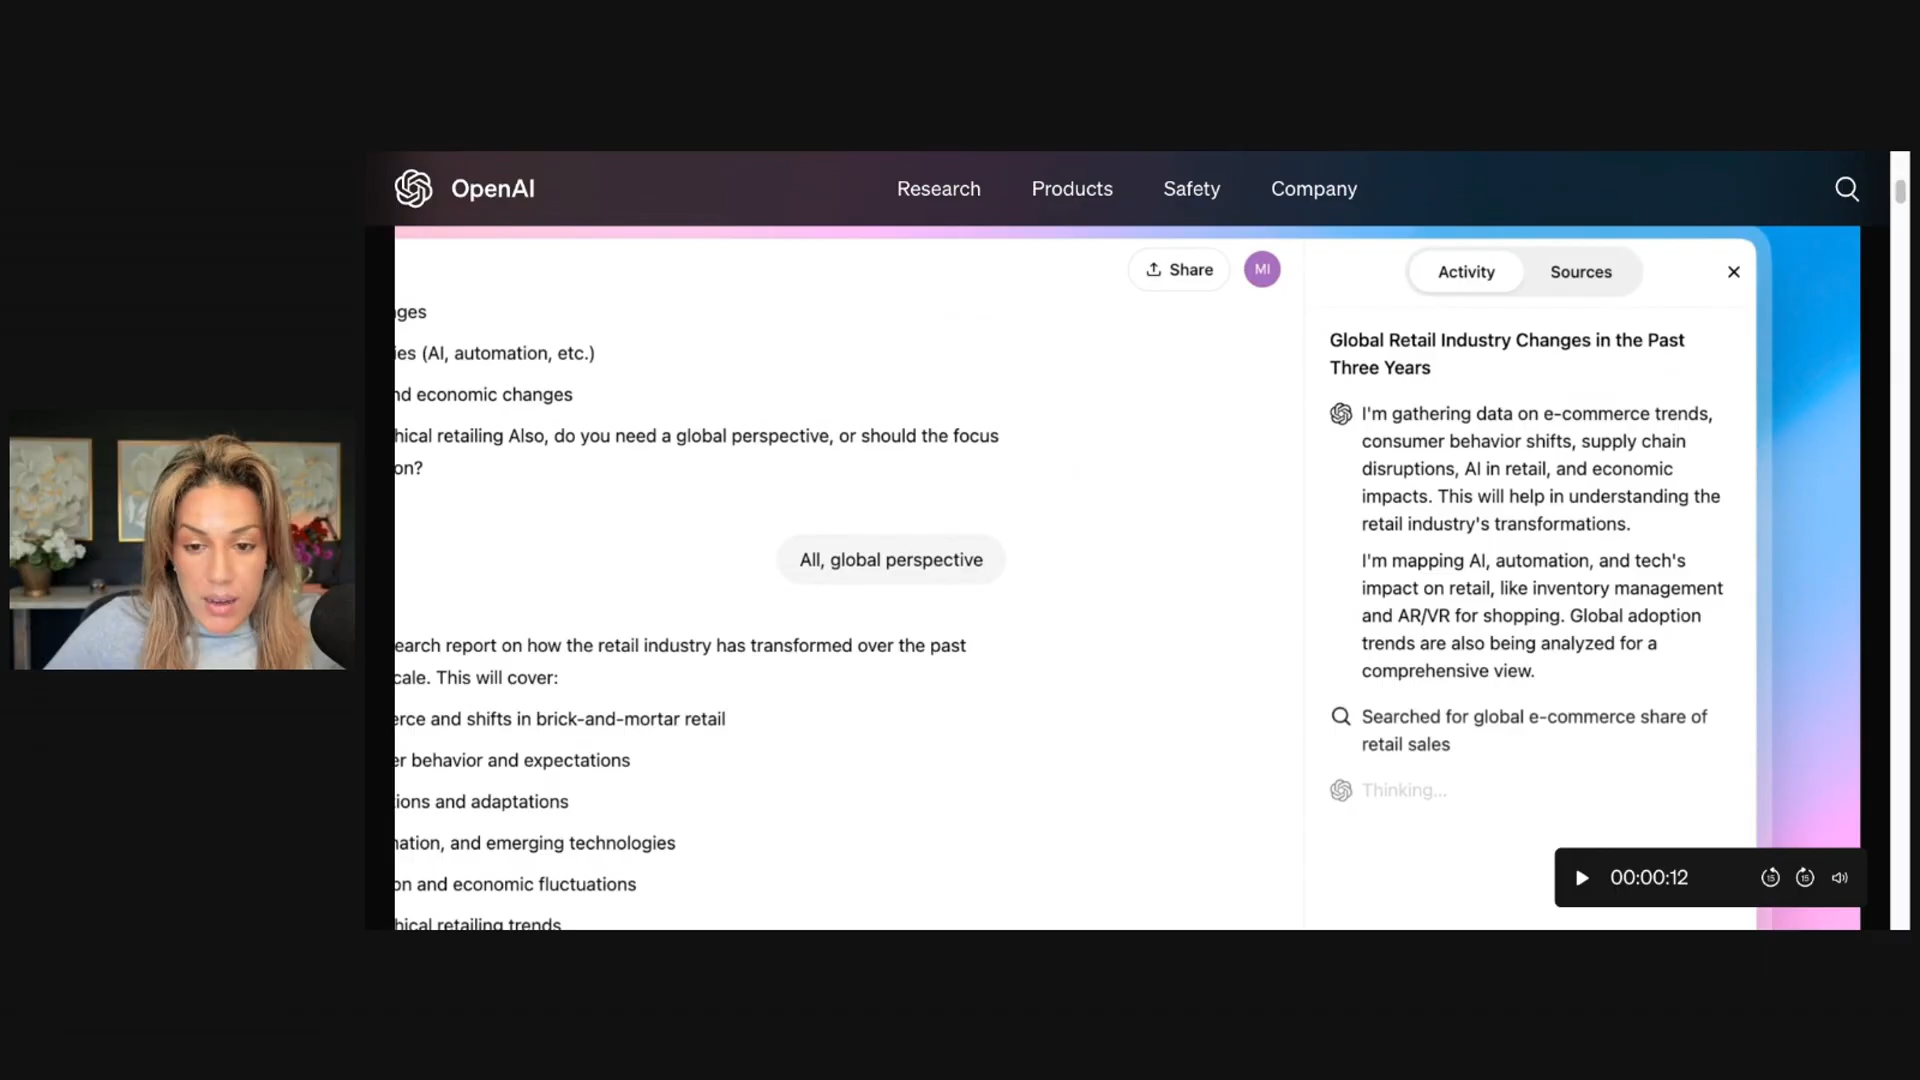 OpenAI
Research
Products
Safety
Company
Share
MI
Activity
Sources
ges
ies (AI, automation, etc.)
nd economic changes
hical retailing Also, do you need a global perspective, or should the focus
on?
All, global perspective
earch report on how the retail industry has transformed over the past
cale. This will cover:
erce and shifts in brick-and-mortar retail
er behavior and expectations
tions and adaptations
nation, and emerging technologies
on and economic fluctuations
hical retailing trends
Global Retail Industry Changes in the Past
Three Years
I'm gathering data on e-commerce trends,
consumer behavior shifts, supply chain
disruptions, AI in retail, and economic
impacts. This will help in understanding the
retail industry's transformations.
I'm mapping AI, automation, and tech's
impact on retail, like inventory management
and AR/VR for shopping. Global adoption
trends are also being analyzed for a
comprehensive view.
Searched for global e-commerce share of
retail sales
Thinking...
00:00:12
15
15